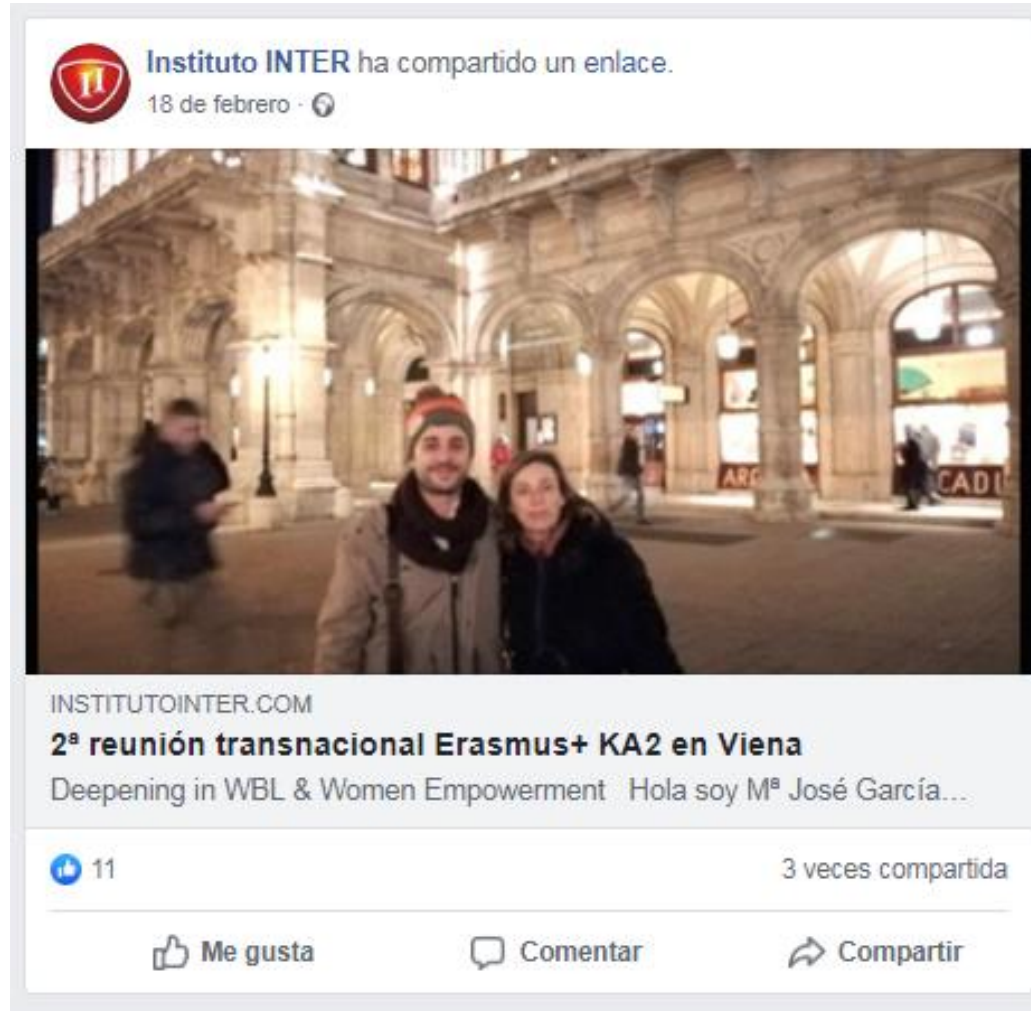 Instituto INTER ha compartido un enlace.
18 de febrero ·
CADI
INSTITUTOINTER.COM
2ª reunión transnacional Erasmus+ KA2 en Viena
Deepening in WBL & Women Empowerment Hola soy Mª José García...
11
3 veces compartida
Me gusta
Comentar
Compartir